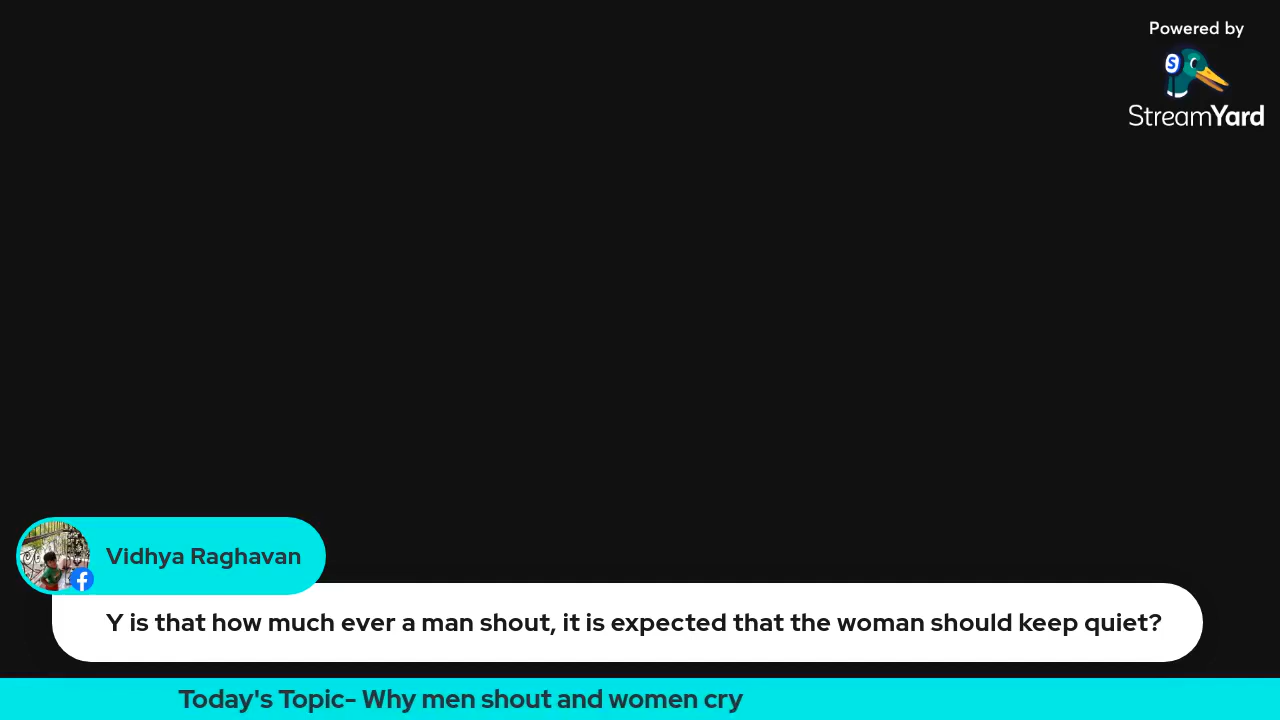 Powered by
S
StreamYard
Vidhya Raghavan
Y is that how much ever a man shout, it is expected that the woman should keep quiet?
Today's Topic- Why men shout and women cry